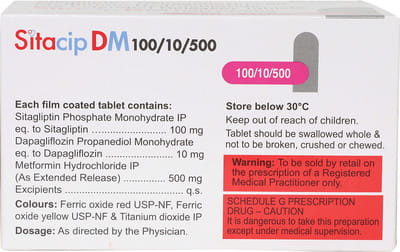 Sitacip DM 100/10/500
100/10/500
Each film coated tablet contains:
Sitagliptin Phosphate Monohydrate IP
eq. to Sitagliptin ................ 100 mg
Dapagliflozin Propanediol Monohydrate
eq. to Dapagliflozin ............. 10 mg
Metformin Hydrochloride IP
(As Extended Release) ........... 500 mg
Excipients ........................... q.s.
Colours: Ferric oxide red USP-NF, Ferric
oxide yellow USP-NF & Titanium dioxide IP
Dosage: As directed by the Physician.
Store below 30°C
Keep out of reach of children.
Tablet should be swallowed whole &
not to be broken, crushed or chewed.
Warning: To be sold by retail on
the prescription of a Registered
Medical Practitioner only.
SCHEDULE G PRESCRIPTION
DRUG – CAUTION
It is dangerous to take this preparation
except under medical supervision.